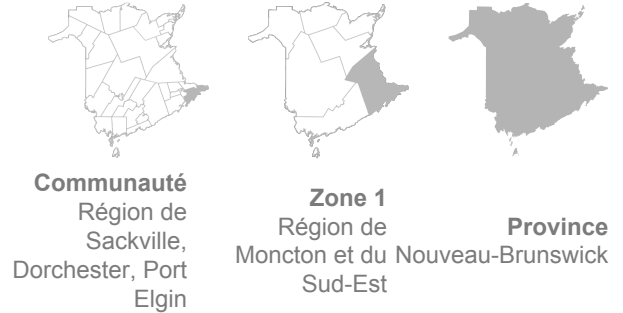 Communauté
Région de
Sackville,
Dorchester, Port
Elgin
Zone 1
Région de
Moncton et du
Sud-Est
Province
Nouveau-Brunswick